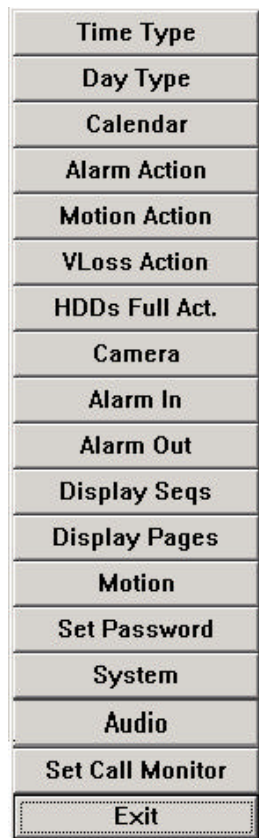 Time Type
Day Type
Calendar
Alarm Action
Motion Action
VLoss Action
HDDs Full Act.
Camera
Alarm In
Alarm Out
Display Seqs
Display Pages
Motion
Set Password
System
Audio
Set Call Monitor
Exit